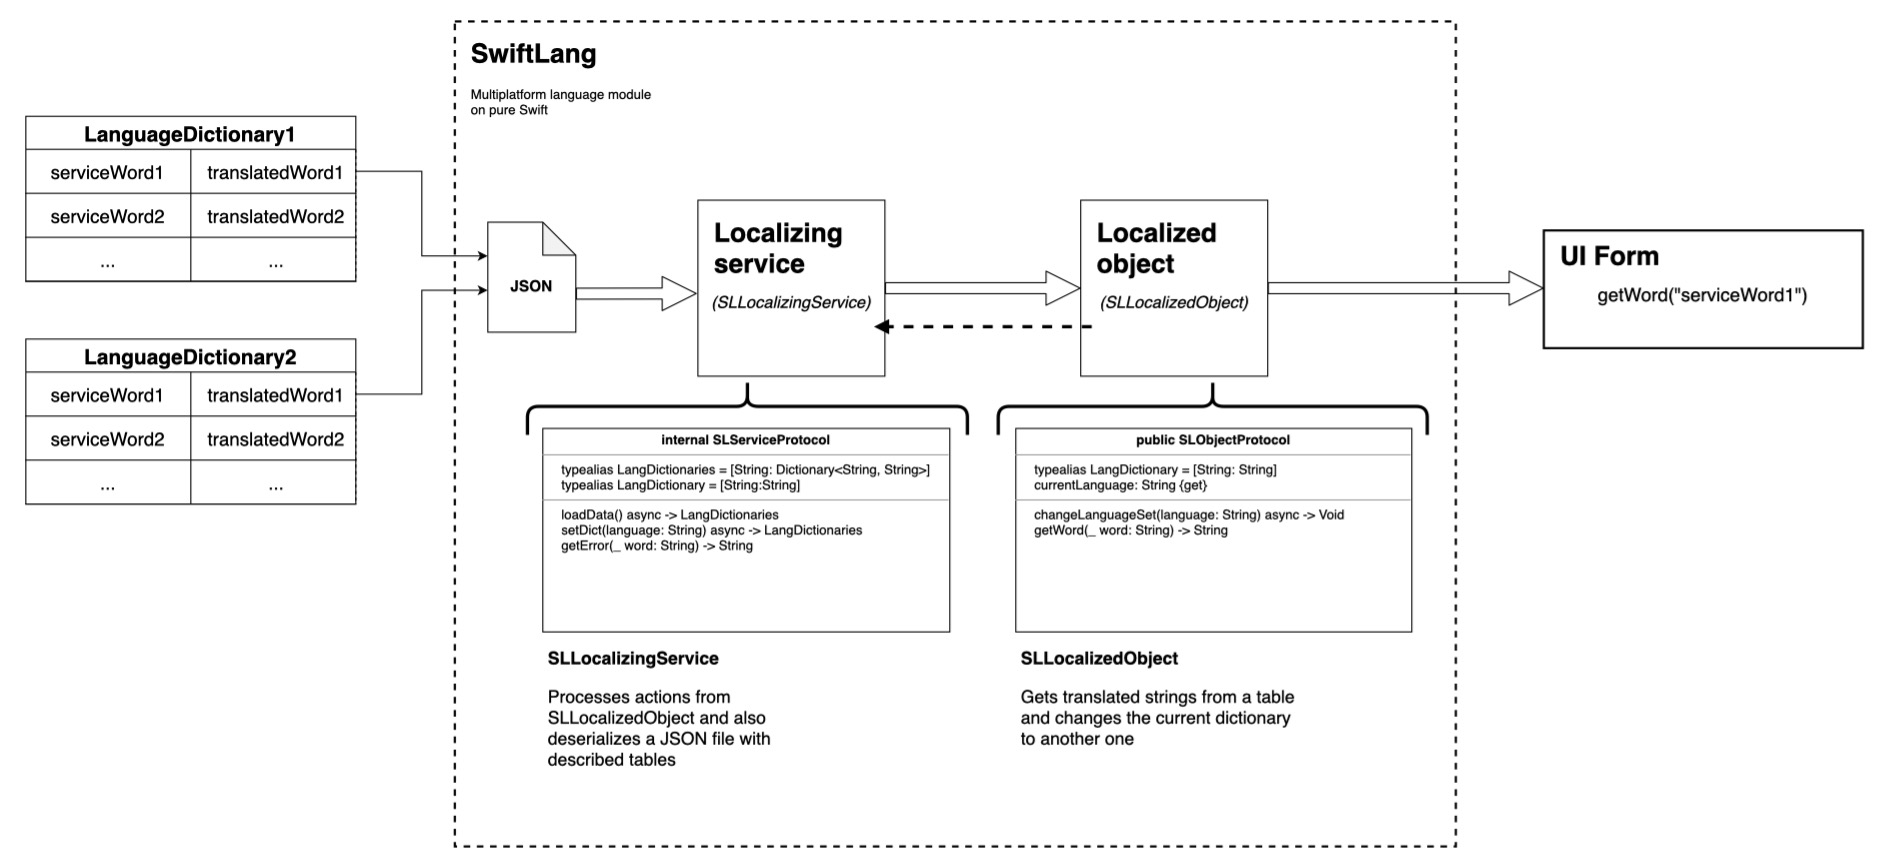 SwiftLang
Multiplatform language module
on pure Swift
LanguageDictionary1
serviceWord1 translatedWord1
serviceWord2 translatedWord2
... ...
LanguageDictionary2
serviceWord1 translatedWord1
serviceWord2 translatedWord2
... ...
JSON
Localizing
service
(SLLocalizingService)
Localized
object
(SLLocalizedObject)
UI Form
getWord("serviceWord1")
internal SLServiceProtocol
typealias LangDictionaries = [String: Dictionary<String, String>]
typealias LangDictionary = [String:String]
loadData() async -> LangDictionaries
setDict(language: String) async -> LangDictionaries
getError(_ word: String) -> String
SLLocalizingService
Processes actions from
SLLocalizedObject and also
deserializes a JSON file with
described tables
public SLObjectProtocol
typealias LangDictionary = [String: String]
currentLanguage: String {get}
changeLanguageSet(language: String) async -> Void
getWord(_ word: String) -> String
SLLocalizedObject
Gets translated strings from a table
and changes the current dictionary
to another one